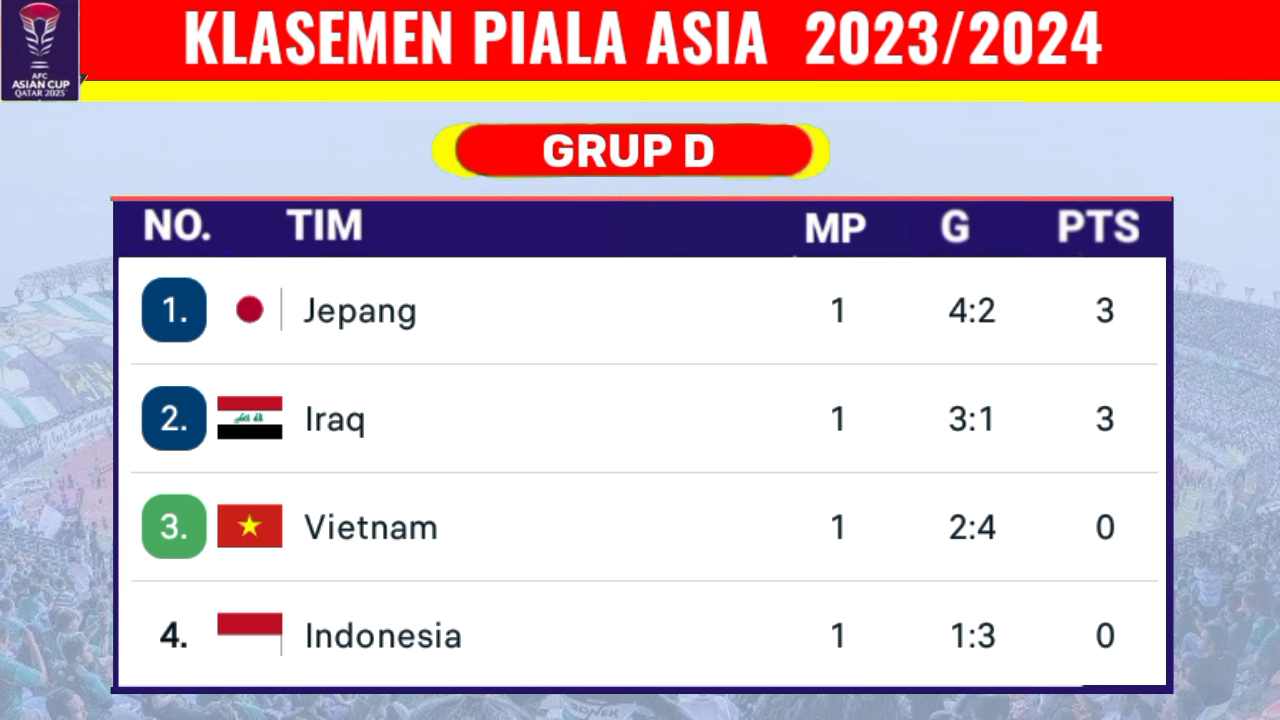 KLASEMEN PIALA ASIA 2023/2024
AFC
ASIAN CUP
QATAR 2023
GRUP D
NO. TIM MP G PTS
1. Jepang 1 4:2 3
2. Iraq 1 3:1 3
3. Vietnam 1 2:4 0
4. Indonesia 1 1:3 0